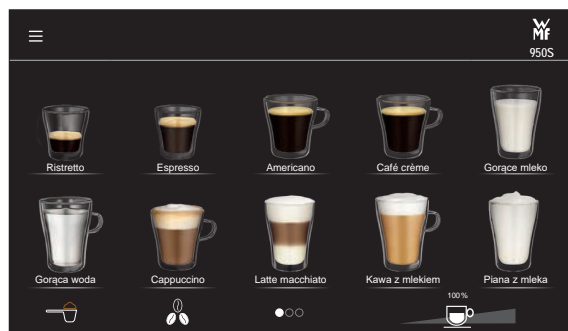 WMF
950S
Ristretto Espresso Americano Café crème Gorące mleko
Gorąca woda Cappuccino Latte macchiato Kawa z mlekiem Piana z mleka
100 %